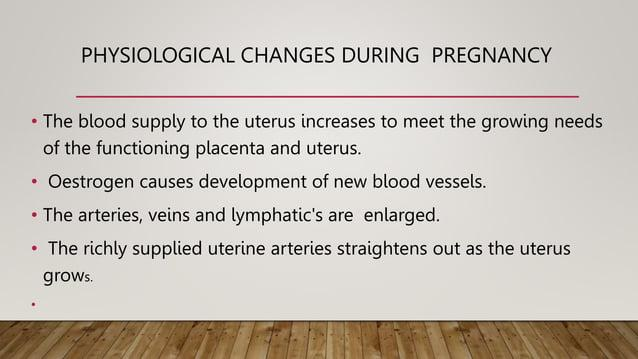 PHYSIOLOGICAL CHANGES DURING  PREGNANCY
• The blood supply to the uterus increases to meet the growing needs
of the functioning placenta and uterus.
•  Oestrogen causes development of new blood vessels.
• The arteries, veins and lymphatic's are  enlarged.
•  The richly supplied uterine arteries straightens out as the uterus
grows.
•